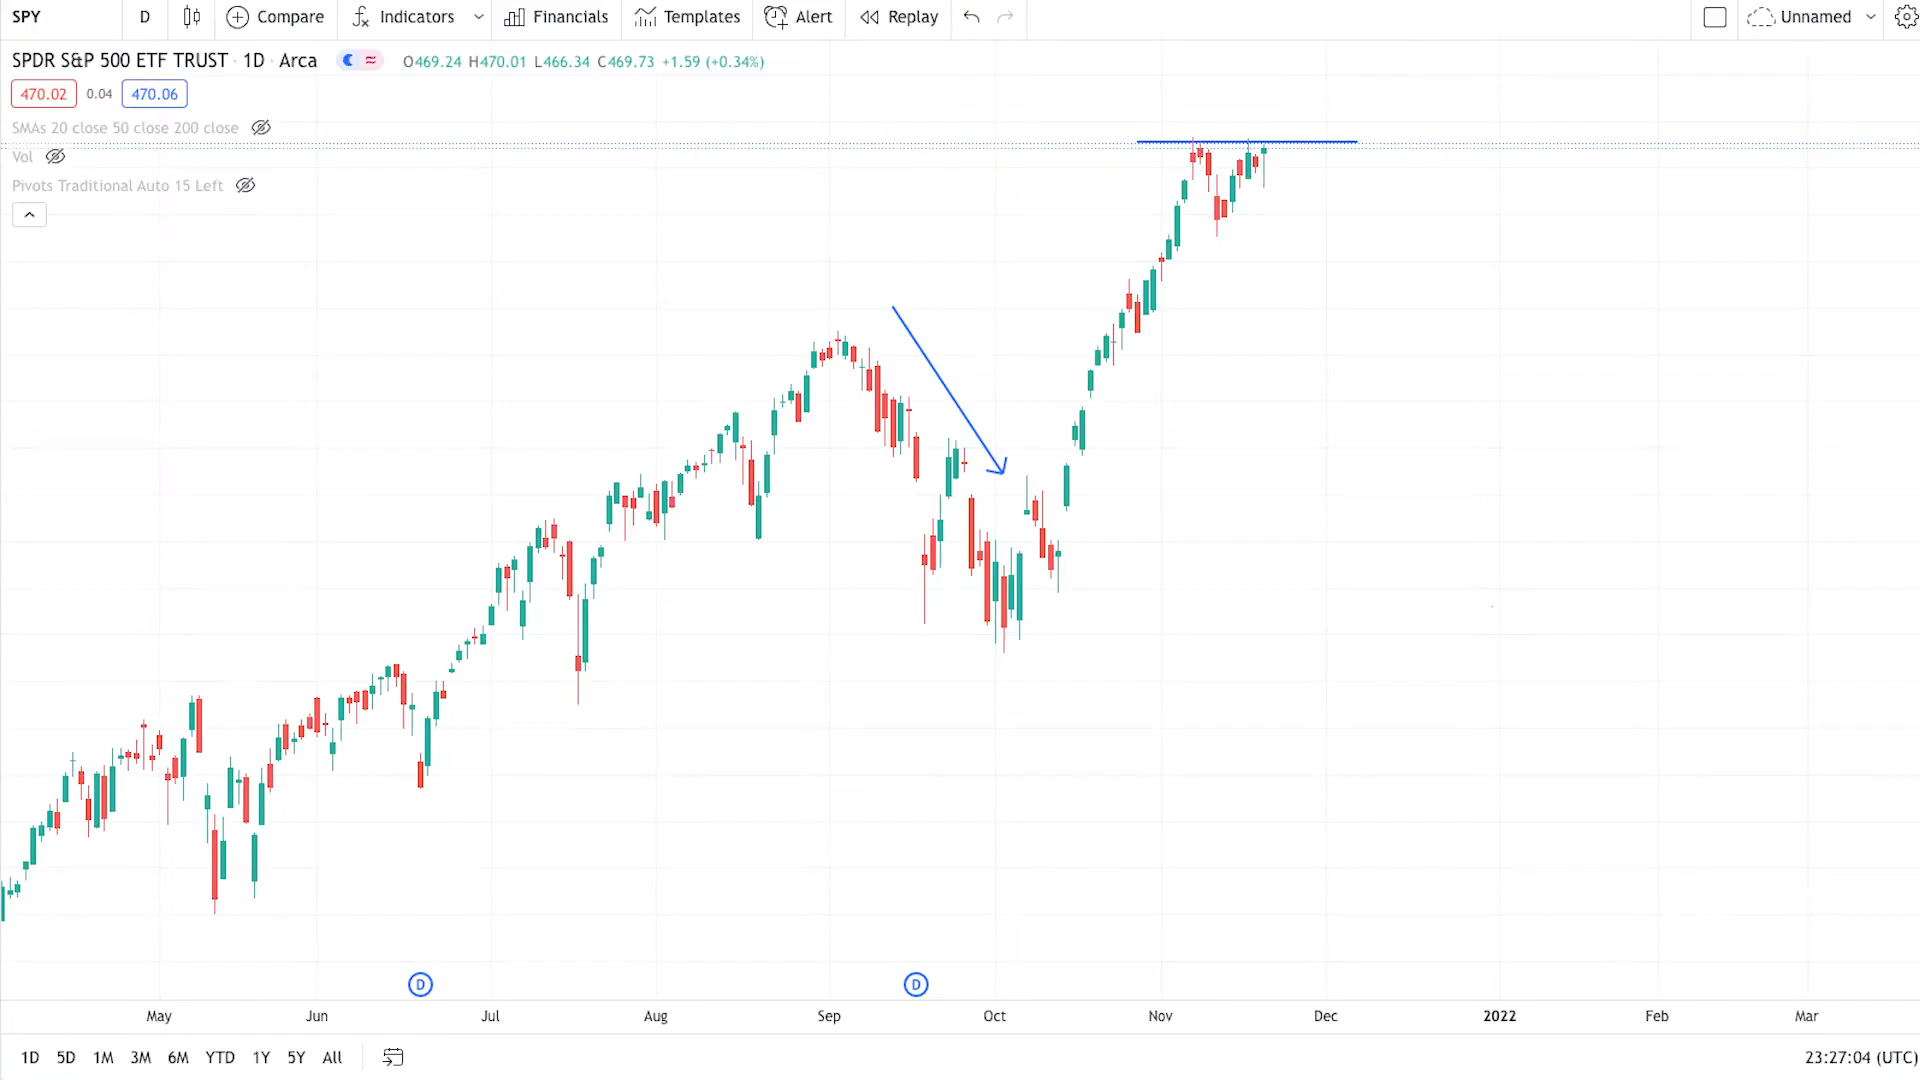 SPY D Compare Indicators Financials Templates Alert Replay Unnamed
SPDR S&P 500 ETF TRUST · 1D · Arca O469.24 H470.01 L466.34 C469.73 +1.59 (+0.34%)
470.02 0.04 470.06
SMAs 20 close 50 close 200 close
Vol
Pivots Traditional Auto 15 Left
D D
May Jun Jul Aug Sep Oct Nov Dec 2022 Feb Mar
1D 5D 1M 3M 6M YTD 1Y 5Y All 23:27:04 (UTC)